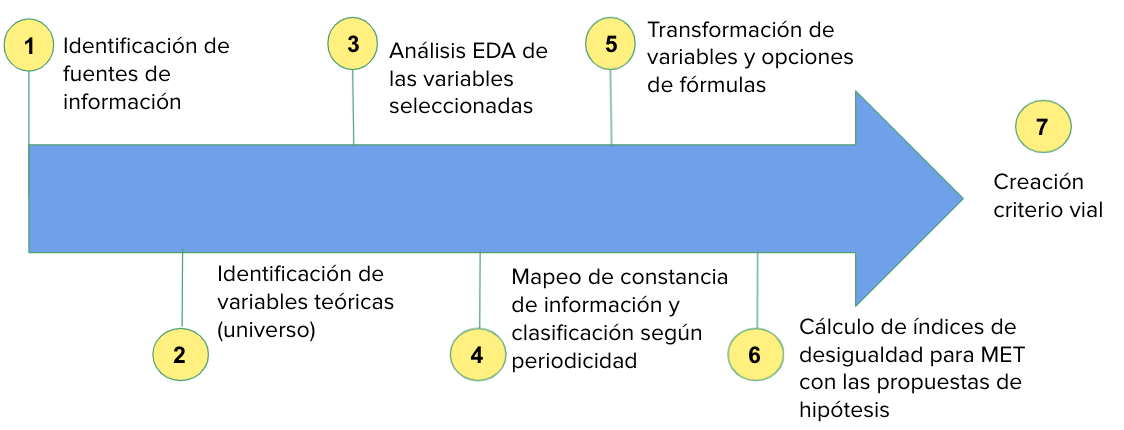 1
Identificación de
fuentes de
información
2
Identificación de
variables teóricas
(universo)
3
Análisis EDA de
las variables
seleccionadas
4
Mapeo de constancia
de información y
clasificación según
periodicidad
5
Transformación de
variables y opciones
de fórmulas
6
Cálculo de índices de
desigualdad para MET
con las propuestas de
hipótesis
7
Creación
criterio vial